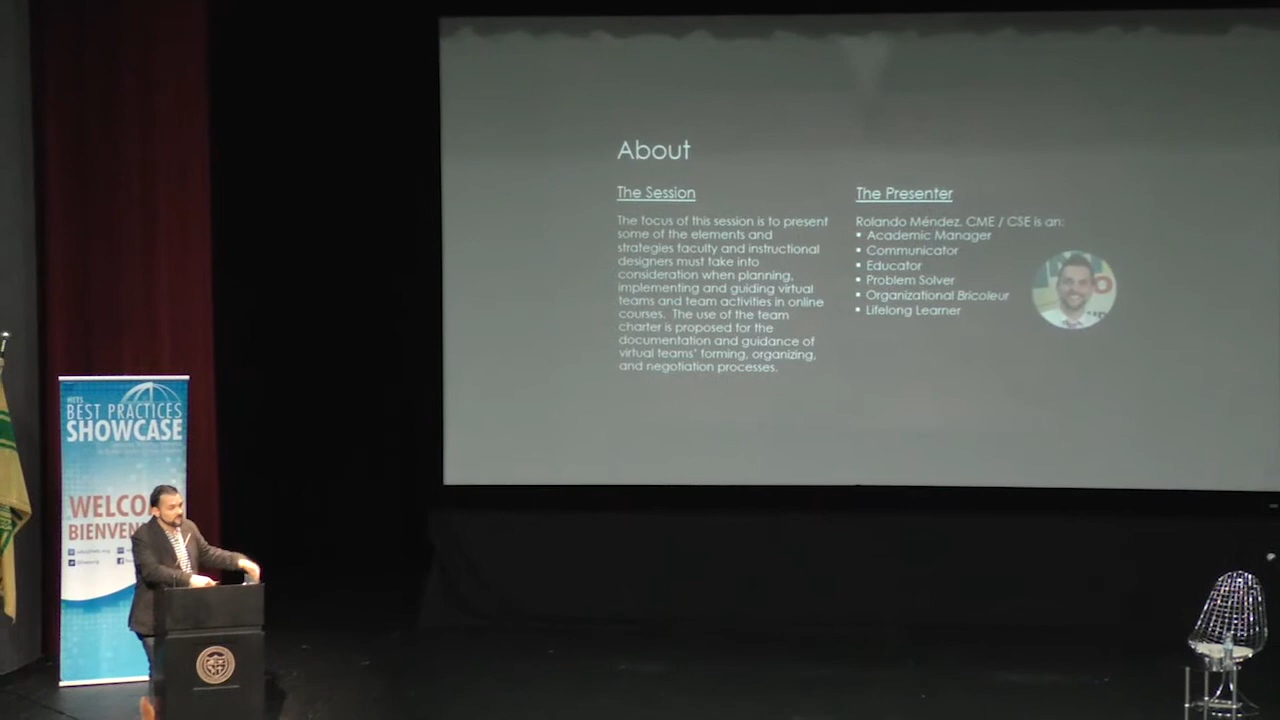 About
The Session
The focus of this session is to present
some of the elements and
strategies faculty and instructional
designers must take into
consideration when planning,
implementing and guiding virtual
teams and team activities in online
courses. The use of the team
charter is proposed for the
documentation and guidance of
virtual teams' forming, organizing,
and negotiation processes.
The Presenter
Rolando Méndez, CME / CSE is an:
▪ Academic Manager
▪ Communicator
▪ Educator
▪ Problem Solver
▪ Organizational Bricoleur
▪ Lifelong Learner
HETS
BEST PRACTICES
SHOWCASE
WELCO
BIENVEN